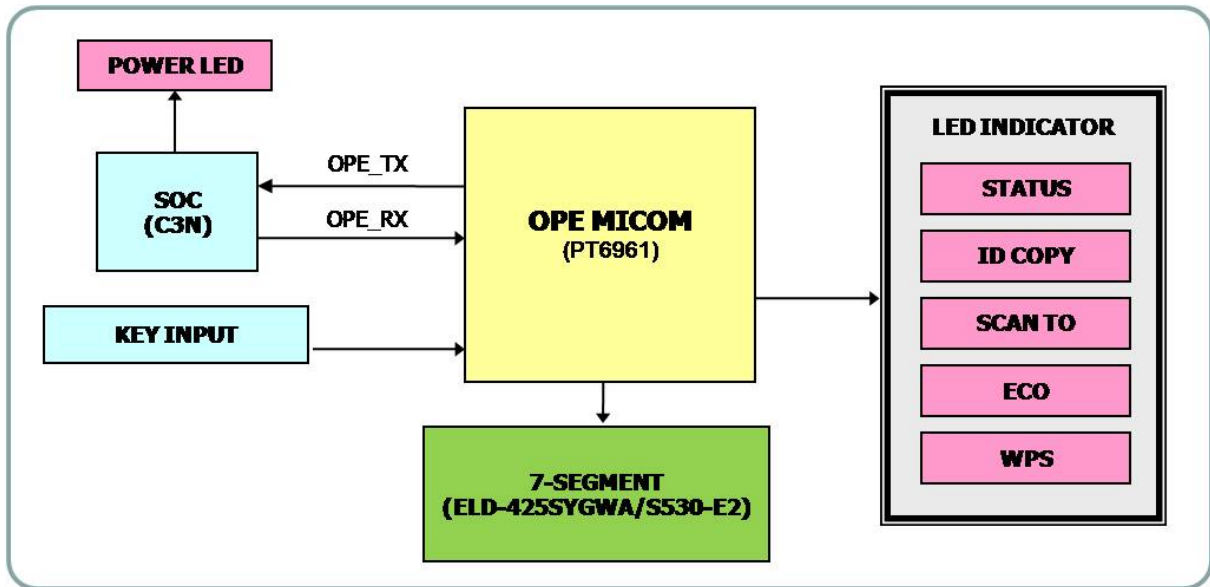 POWER LED
SOC
(C3N)
OPE_TX
OPE_RX
KEY INPUT
OPE MICOM
(PT6961)
7-SEGMENT
(ELD-425SYGWA/S530-E2)
LED INDICATOR
STATUS
ID COPY
SCAN TO
ECO
WPS